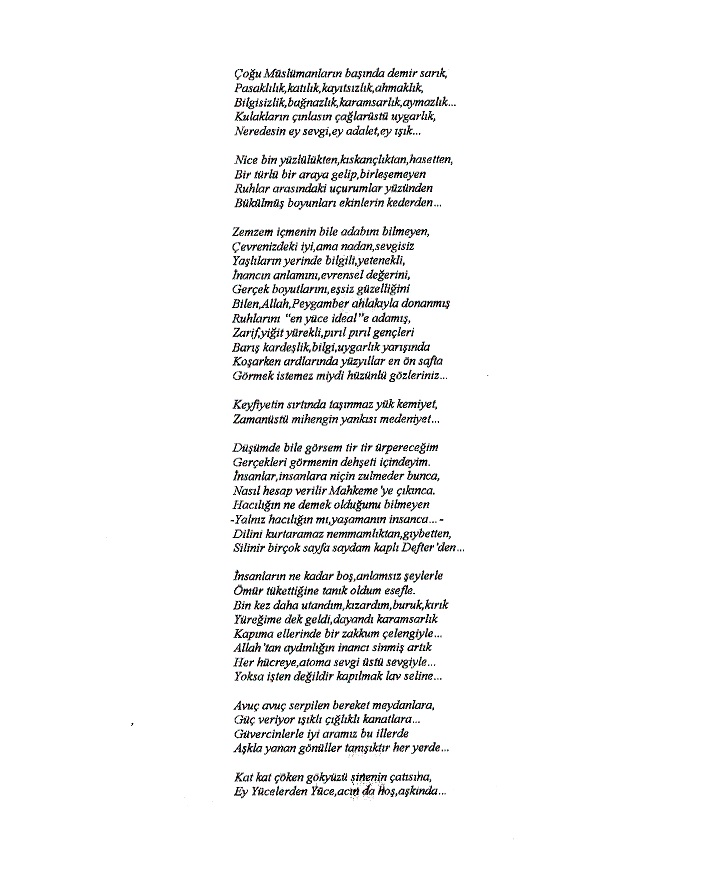 Çoğu Müslümanların başında demir sarık,
Pasaklılık,katılık,kayıtsızlık,ahmaklık,
Bilgisizlik,bağnazlık,karamsarlık,aymazlık...
Kulakların çınlasın çağlarüstü uygarlık,
Neredesin ey sevgi,ey adalet,ey ışık...

Nice bin yüzlülükten,kıskançlıktan,hasetten,
Bir türlü bir araya gelip,birleşemeyen
Ruhlar arasındaki uçurumlar yüzünden
Bükülmüş boyunları ekinlerin kederden...

Zemzem içmenin bile adabını bilmeyen,
Çevrenizdeki iyi,ama nadan,sevgisiz
Yaşlıların yerinde bilgili,yetenekli,
İnancın anlamını,evrensel değerini,
Gerçek boyutlarını,eşsiz güzelliğini
Bilen,Allah,Peygamber ahlakıyla donanmış
Ruhlarını "en yüce ideal"e adamış,
Zarif,yiğit yürekli,pırıl pırıl gençleri
Barış kardeşlik,bilgi,uygarlık yarışında
Koşarken ardlarında yüzyıllar en ön safta
Görmek istemez miydi hüzünlü gözleriniz...

Keyfiyetin sırtında taşınmaz yük kemiyet,
Zamanüstü mihengin yankısı medeniyet...

Düşümde bile görsem tir tir ürpereceğim
Gerçekleri görmenin dehşeti içindeyim.
İnsanlar,insanlara niçin zulmeder bunca,
Nasıl hesap verilir Mahkeme'ye çıkınca.
Hacılığın ne demek olduğunu bilmeyen
-Yalnız hacılığın mı,yaşamanın insanca...-
Dilini kurtaramaz nemmamlıktan,gıybetten,
Silinir birçok sayfa saydam kaplı Defter'den...

İnsanların ne kadar boş,anlamsız şeylerle
Ömür tükettiğine tanık oldum esefle.
Bin kez daha utandım,kızardım,buruk,kırık
Yüreğime dek geldi,dayandı karamsarlık
Kapıma ellerinde bir zakkum çelengiyle...
Allah'tan aydınlığın inancı sinmiş artık
Her hücreye,atoma sevgi üstü sevgiyle...
Yoksa işten değildir kapılmak lav seline...

Avuç avuç serpilen bereket meydanlara,
Güç veriyor ışıklı çığlıklı kanatlara...
Güvercinlerle iyi aramız bu illerde
Aşkla yanan gönüller tanışıktır her yerde...

Kat kat çöken gökyüzü sinenin çatısına,
Ey Yücelerden Yüce,acın da hoş,aşkında...